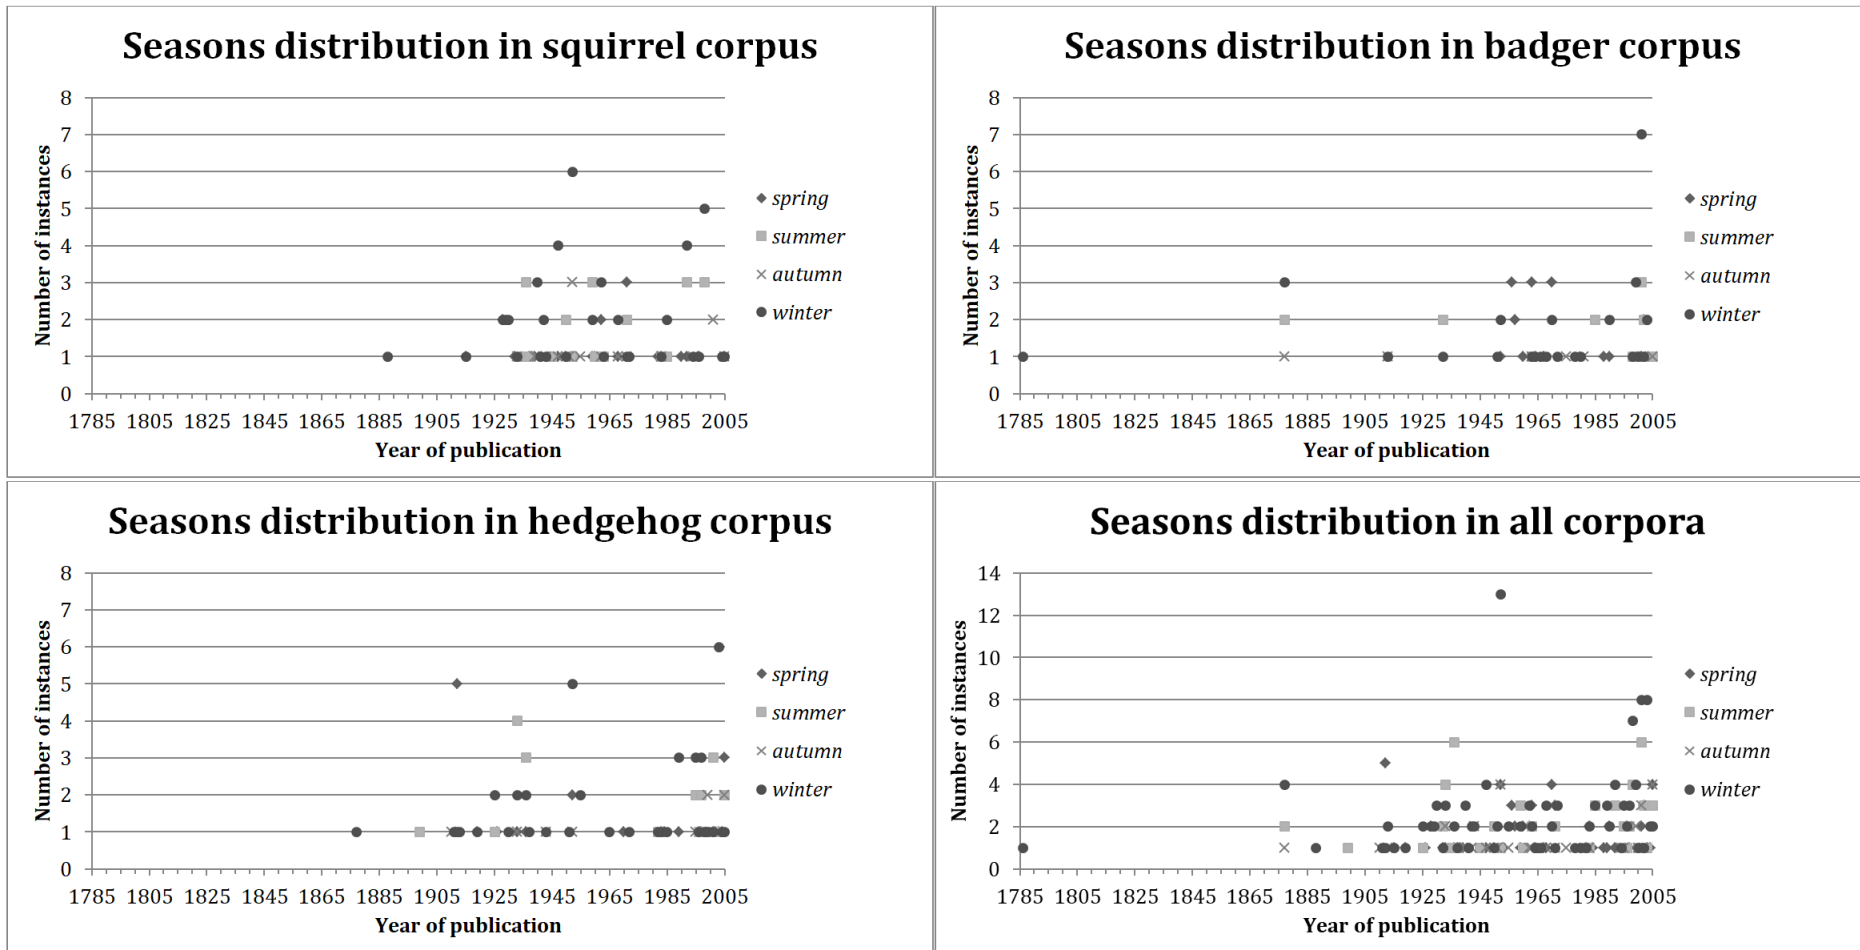 Seasons distribution in squirrel corpus
Number of instances
8
7
6
5
4
3
2
1
0
1785 1805 1825 1845 1865 1885 1905 1925 1945 1965 1985 2005
Year of publication
spring
summer
autumn
winter
Seasons distribution in badger corpus
Number of instances
8
7
6
5
4
3
2
1
0
1785 1805 1825 1845 1865 1885 1905 1925 1945 1965 1985 2005
Year of publication
spring
summer
autumn
winter
Seasons distribution in hedgehog corpus
Number of instances
8
7
6
5
4
3
2
1
0
1785 1805 1825 1845 1865 1885 1905 1925 1945 1965 1985 2005
Year of publication
spring
summer
autumn
winter
Seasons distribution in all corpora
Number of instances
14
12
10
8
6
4
2
0
1785 1805 1825 1845 1865 1885 1905 1925 1945 1965 1985 2005
Year of publication
spring
summer
autumn
winter